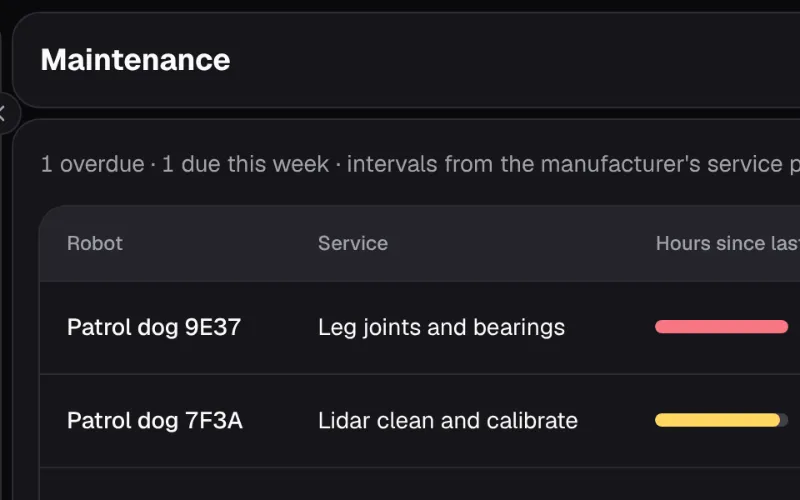 Maintenance
1 overdue · 1 due this week · intervals from the manufacturer's service
Robot Service Hours since last
Patrol dog 9E37 Leg joints and bearings
Patrol dog 7F3A Lidar clean and calibrate